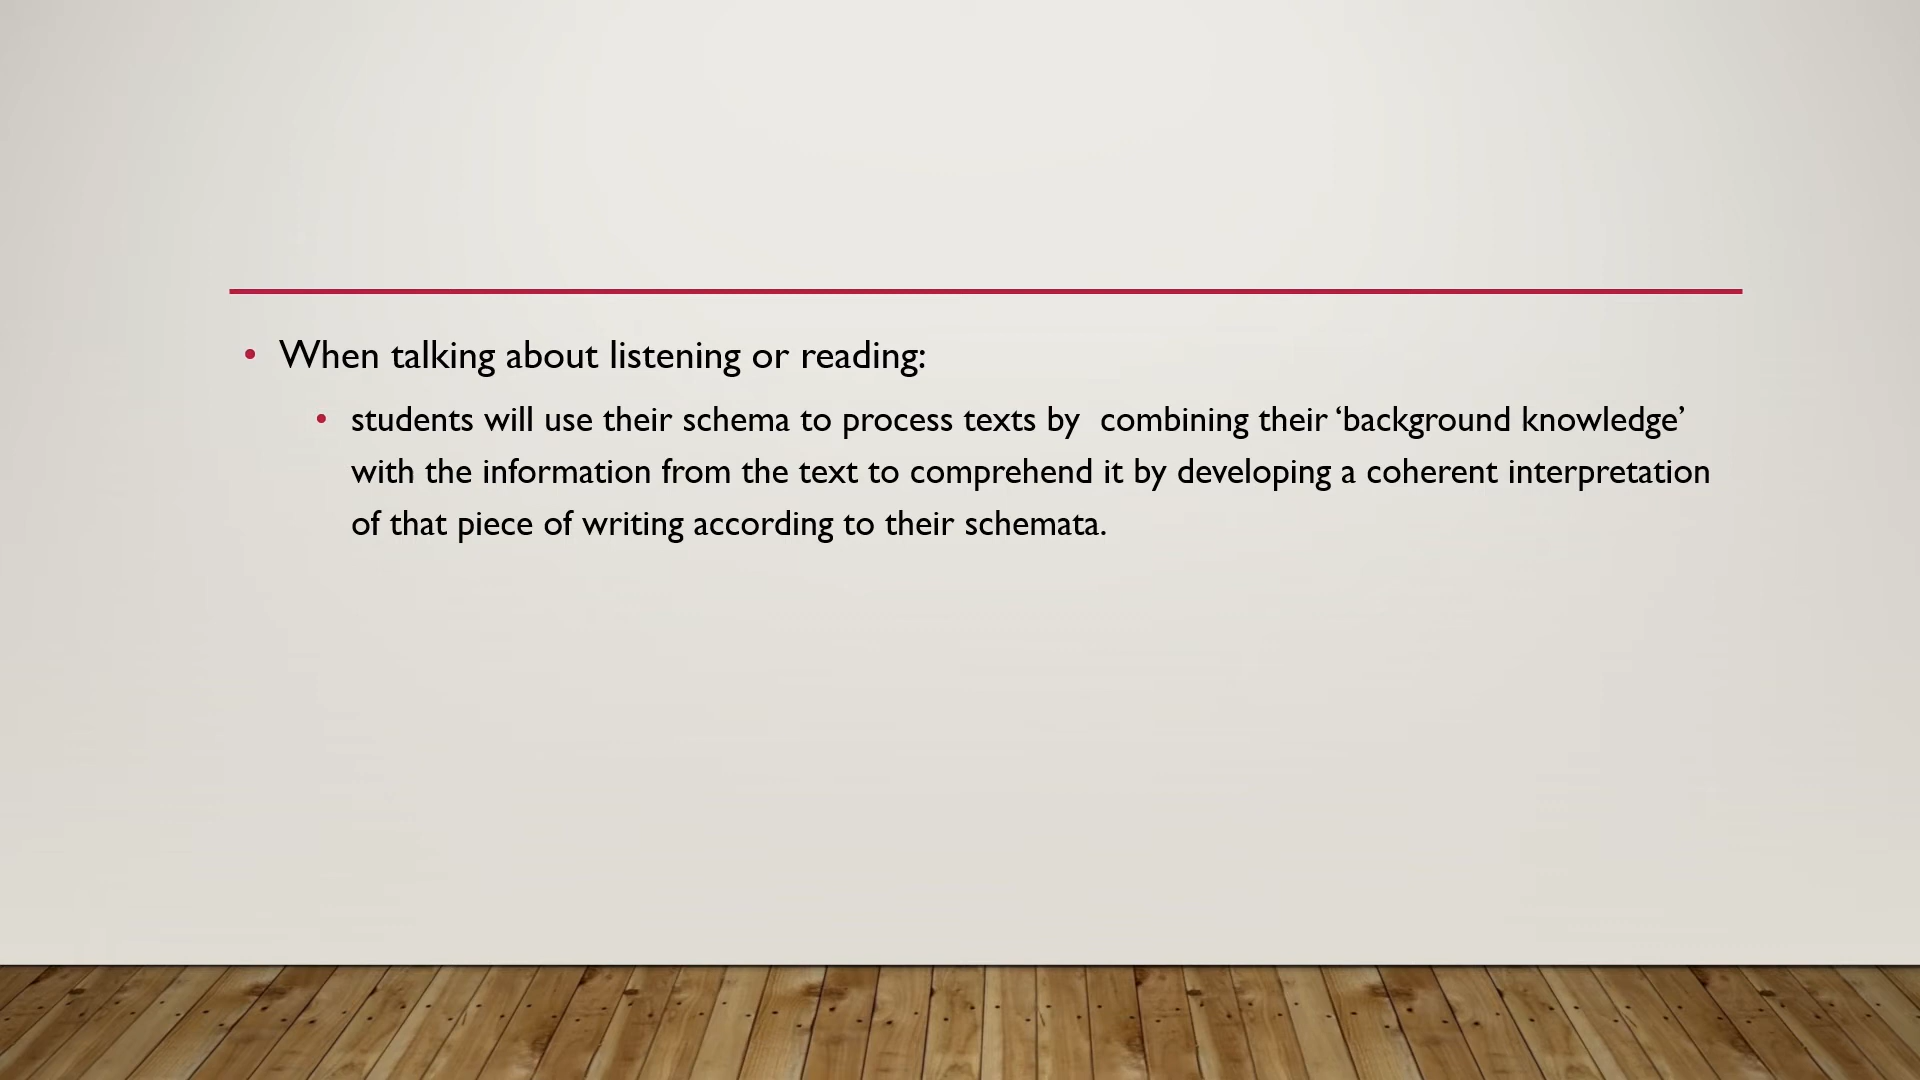 • When talking about listening or reading:
• students will use their schema to process texts by  combining their ‘background knowledge’
with the information from the text to comprehend it by developing a coherent interpretation
of that piece of writing according to their schemata.